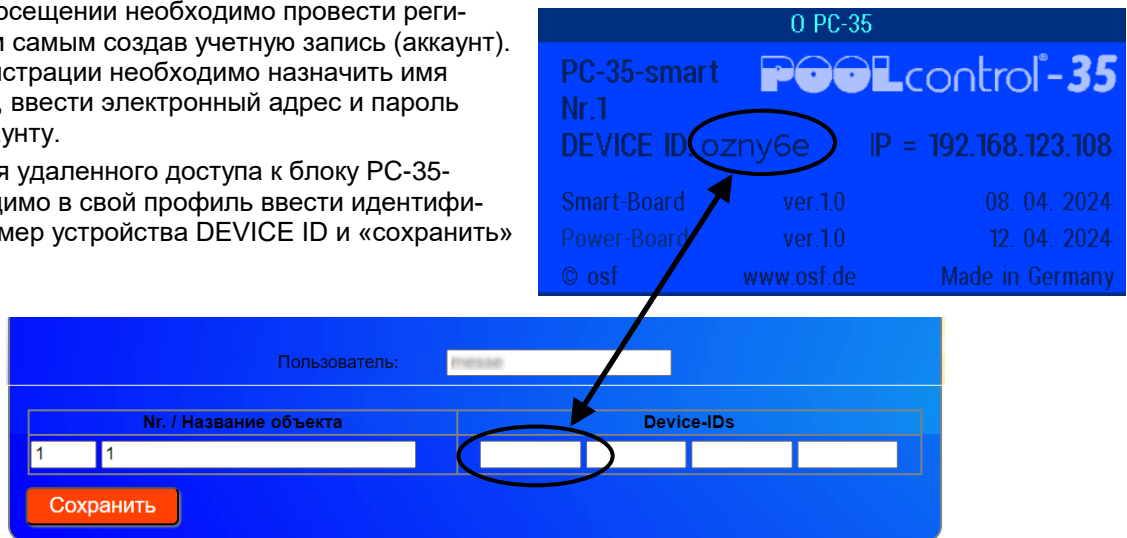 осещении необходимо провести реги-
и самым создав учетную запись (аккаунт).
истрации необходимо назначить имя
, ввести электронный адрес и пароль
унту.
я удаленного доступа к блоку PC-35-
димо в свой профиль ввести идентифи-
мер устройства DEVICE ID и «сохранить»
О PC-35
PC-35-smart POOLcontrol®-35
Nr.1
DEVICE ID: ozny6e IP = 192.168.123.108
Smart-Board ver.1.0 08. 04. 2024
Power-Board ver.1.0 12. 04. 2024
© osf www.osf.de Made in Germany
Пользователь: messe
Nr. / Название объекта Device-IDs
1 1
Сохранить